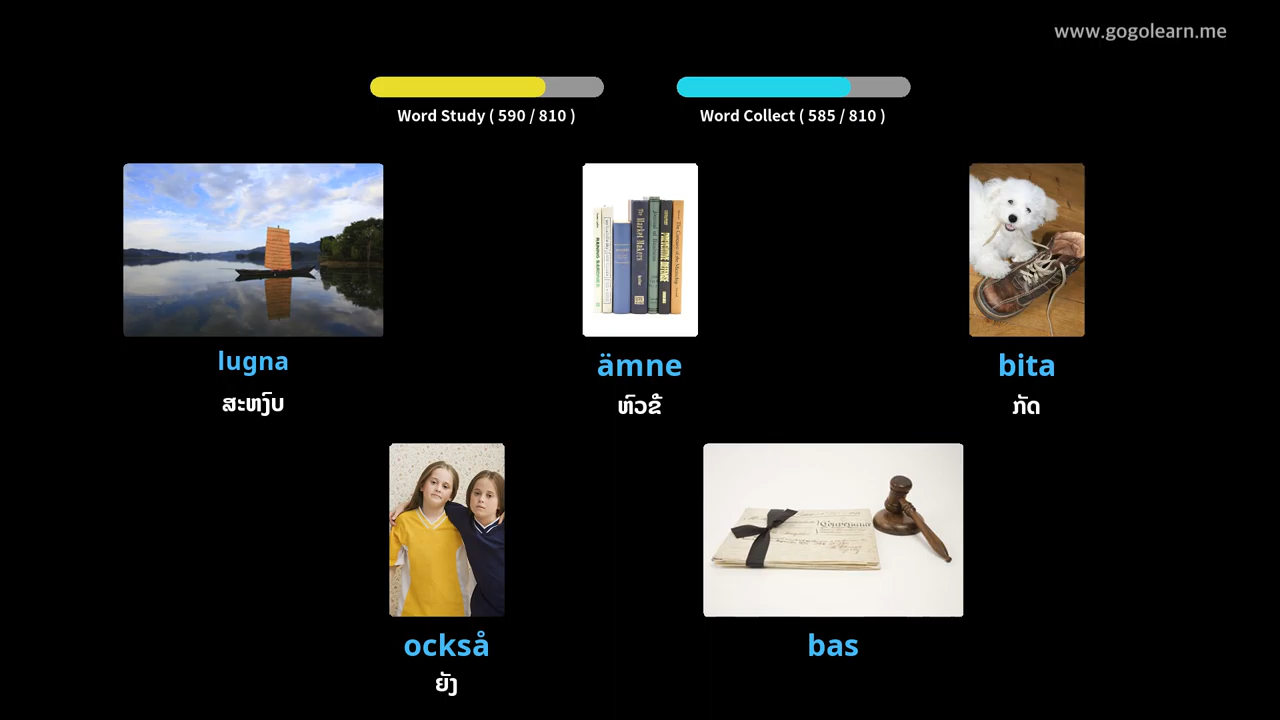 www.gogolearn.me
Word Study ( 590 / 810 )
Word Collect ( 585 / 810 )
lugna
ສະຫງົບ
ämne
ຫົວຂໍ້
bita
ກັດ
också
ຍັງ
bas